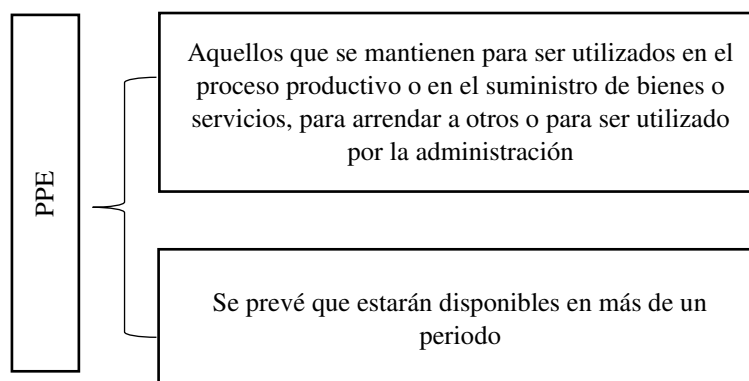 PPE
Aquellos que se mantienen para ser utilizados en el
proceso productivo o en el suministro de bienes o
servicios, para arrendar a otros o para ser utilizado
por la administración
Se prevé que estarán disponibles en más de un
periodo